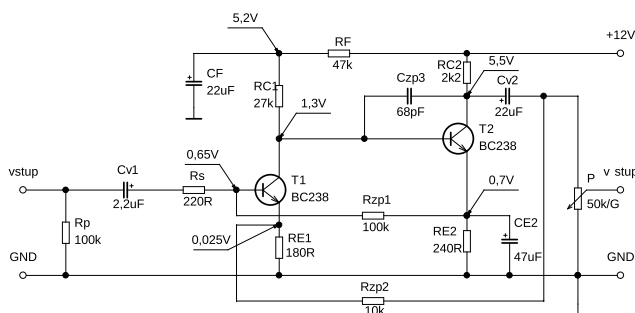 5,2V
+12V
RF
47k
RC2
2k2
5,5V
CF
22uF
Czp3
68pF
Cv2
22uF
RC1
27k
1,3V
T2
BC238
0,65V
vstup
Cv1
2,2uF
Rs
220R
T1
BC238
0,7V
P
50k/G
v stup
Rp
100k
Rzp1
100k
0,025V
RE1
180R
RE2
240R
CE2
47uF
GND
GND
Rzp2
10k